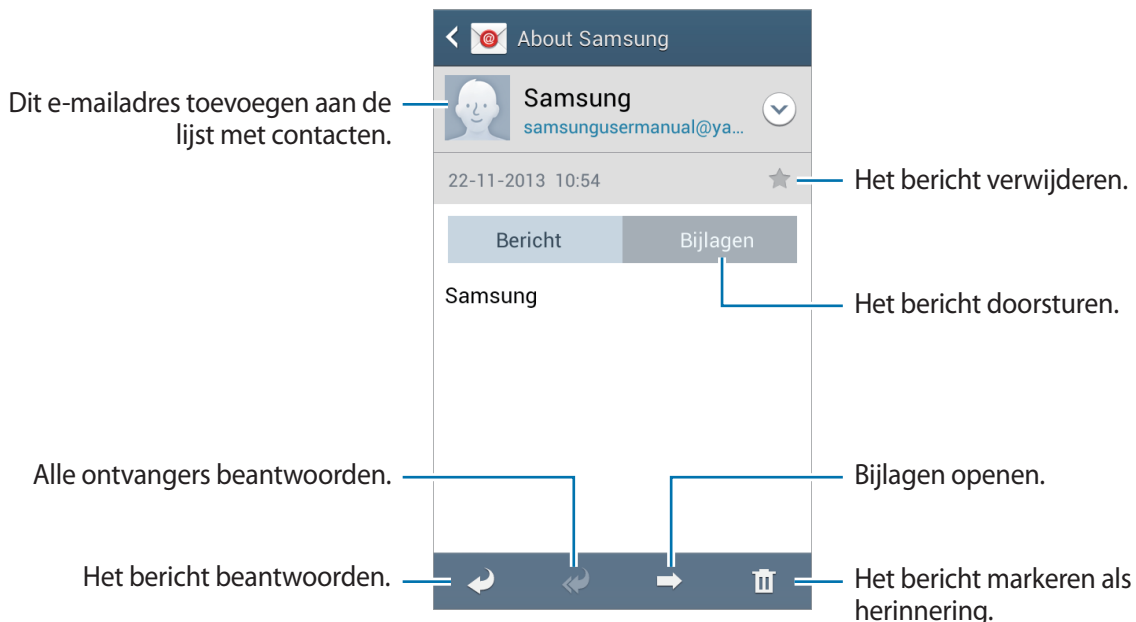 About Samsung
Dit e-mailadres toevoegen aan de
lijst met contacten.
Samsung
samsungusermanual@ya...
22-11-2013 10:54
Het bericht verwijderen.
Bericht
Bijlagen
Samsung
Het bericht doorsturen.
Alle ontvangers beantwoorden.
Bijlagen openen.
Het bericht beantwoorden.
Het bericht markeren als
herinnering.